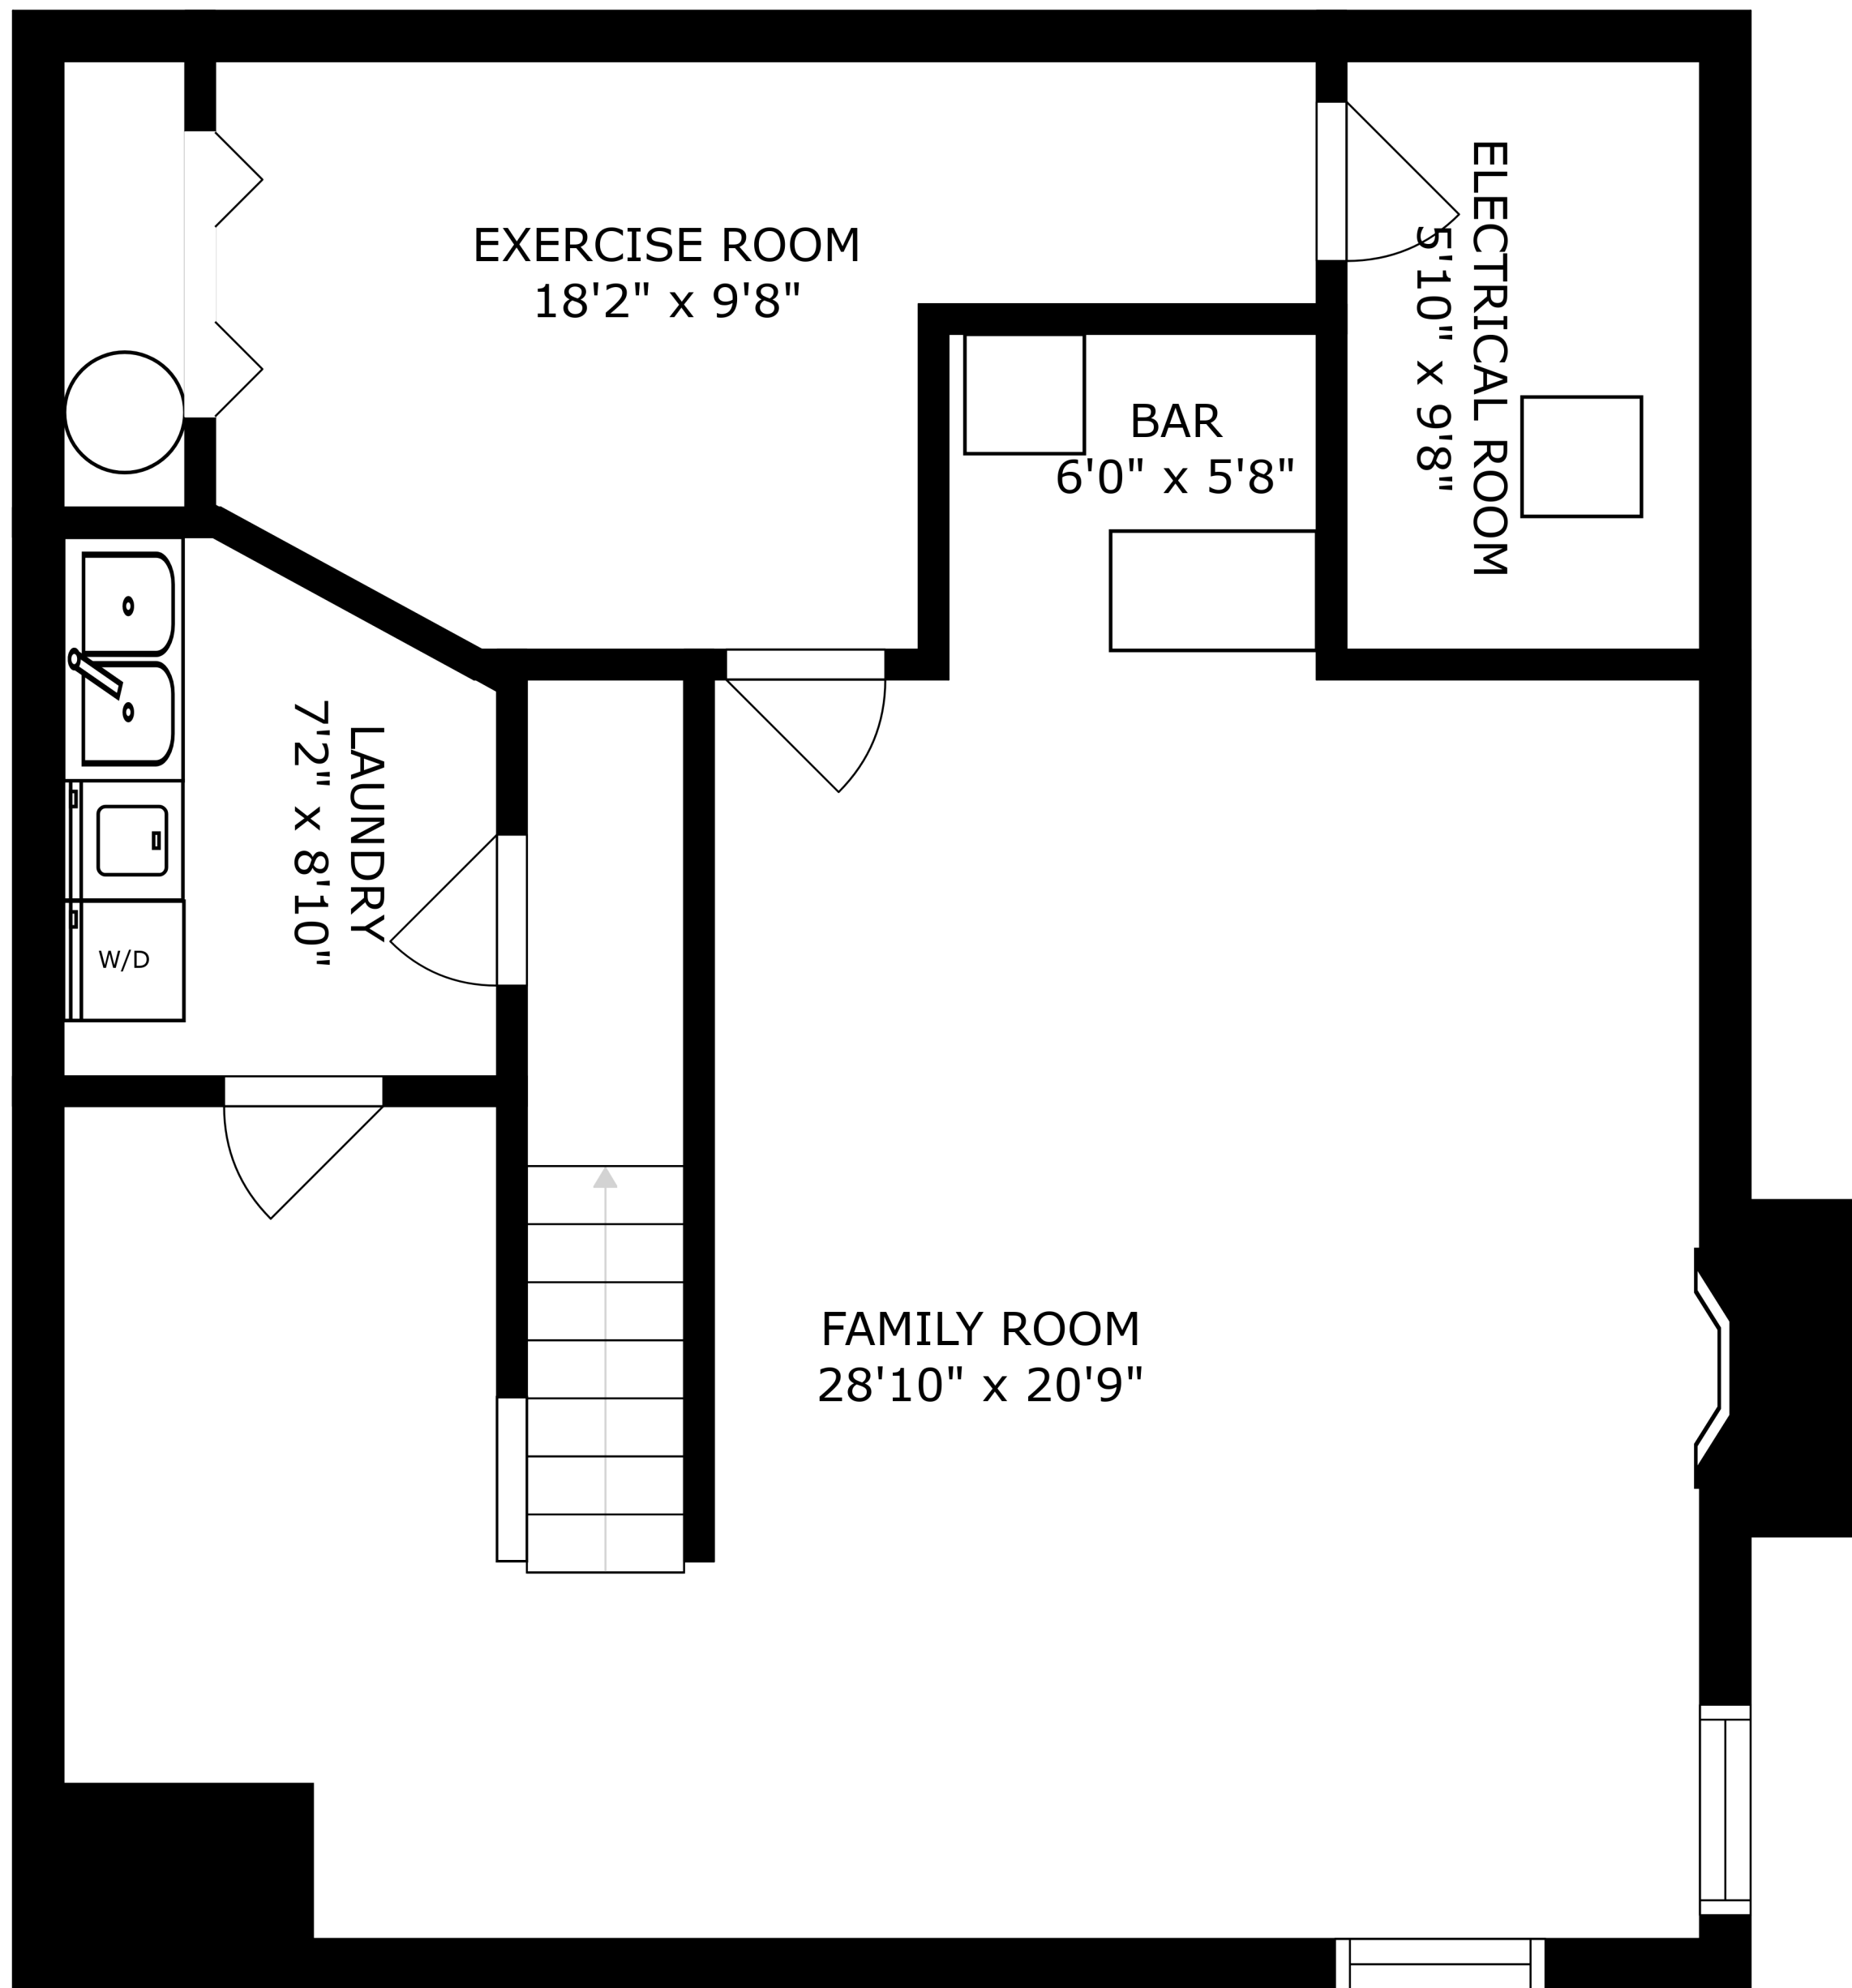 EXERCISE ROOM
18'2" x 9'8"
ELECTRICAL ROOM
5'10" x 9'8"
BAR
6'0" x 5'8"
LAUNDRY
7'2" x 8'10"
W/D
FAMILY ROOM
28'10" x 20'9"